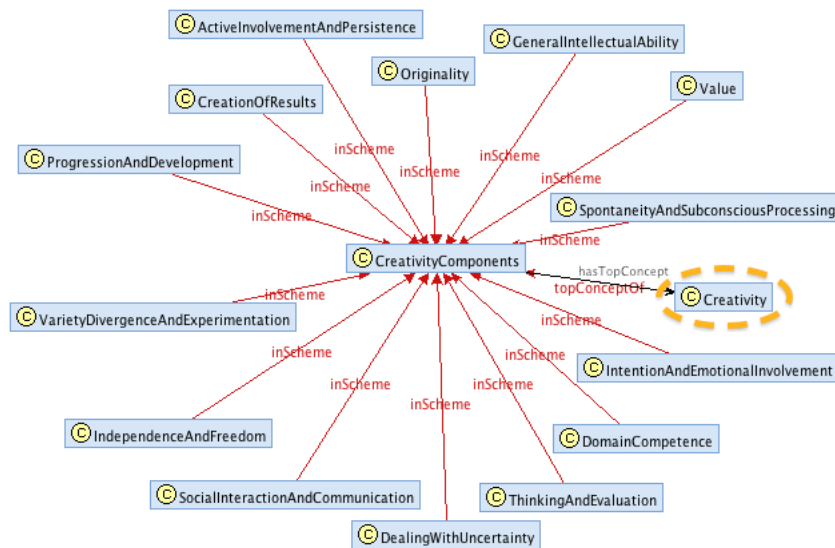 C ActiveInvolvementAndPersistence
C GeneralIntellectualAbility
C Originality
C Value
C CreationOfResults
inScheme
inScheme
inScheme
inScheme
inScheme
C ProgressionAndDevelopment
inScheme
C SpontaneityAndSubconsciousProcessing
inScheme
C CreativityComponents
hasTopConcept
topConceptOf
C Creativity
inScheme
C VarietyDivergenceAndExperimentation
inScheme
inScheme
C IntentionAndEmotionalInvolvement
inScheme
inScheme
inScheme
inScheme
C IndependenceAndFreedom
C DomainCompetence
C SocialInteractionAndCommunication
C ThinkingAndEvaluation
C DealingWithUncertainty